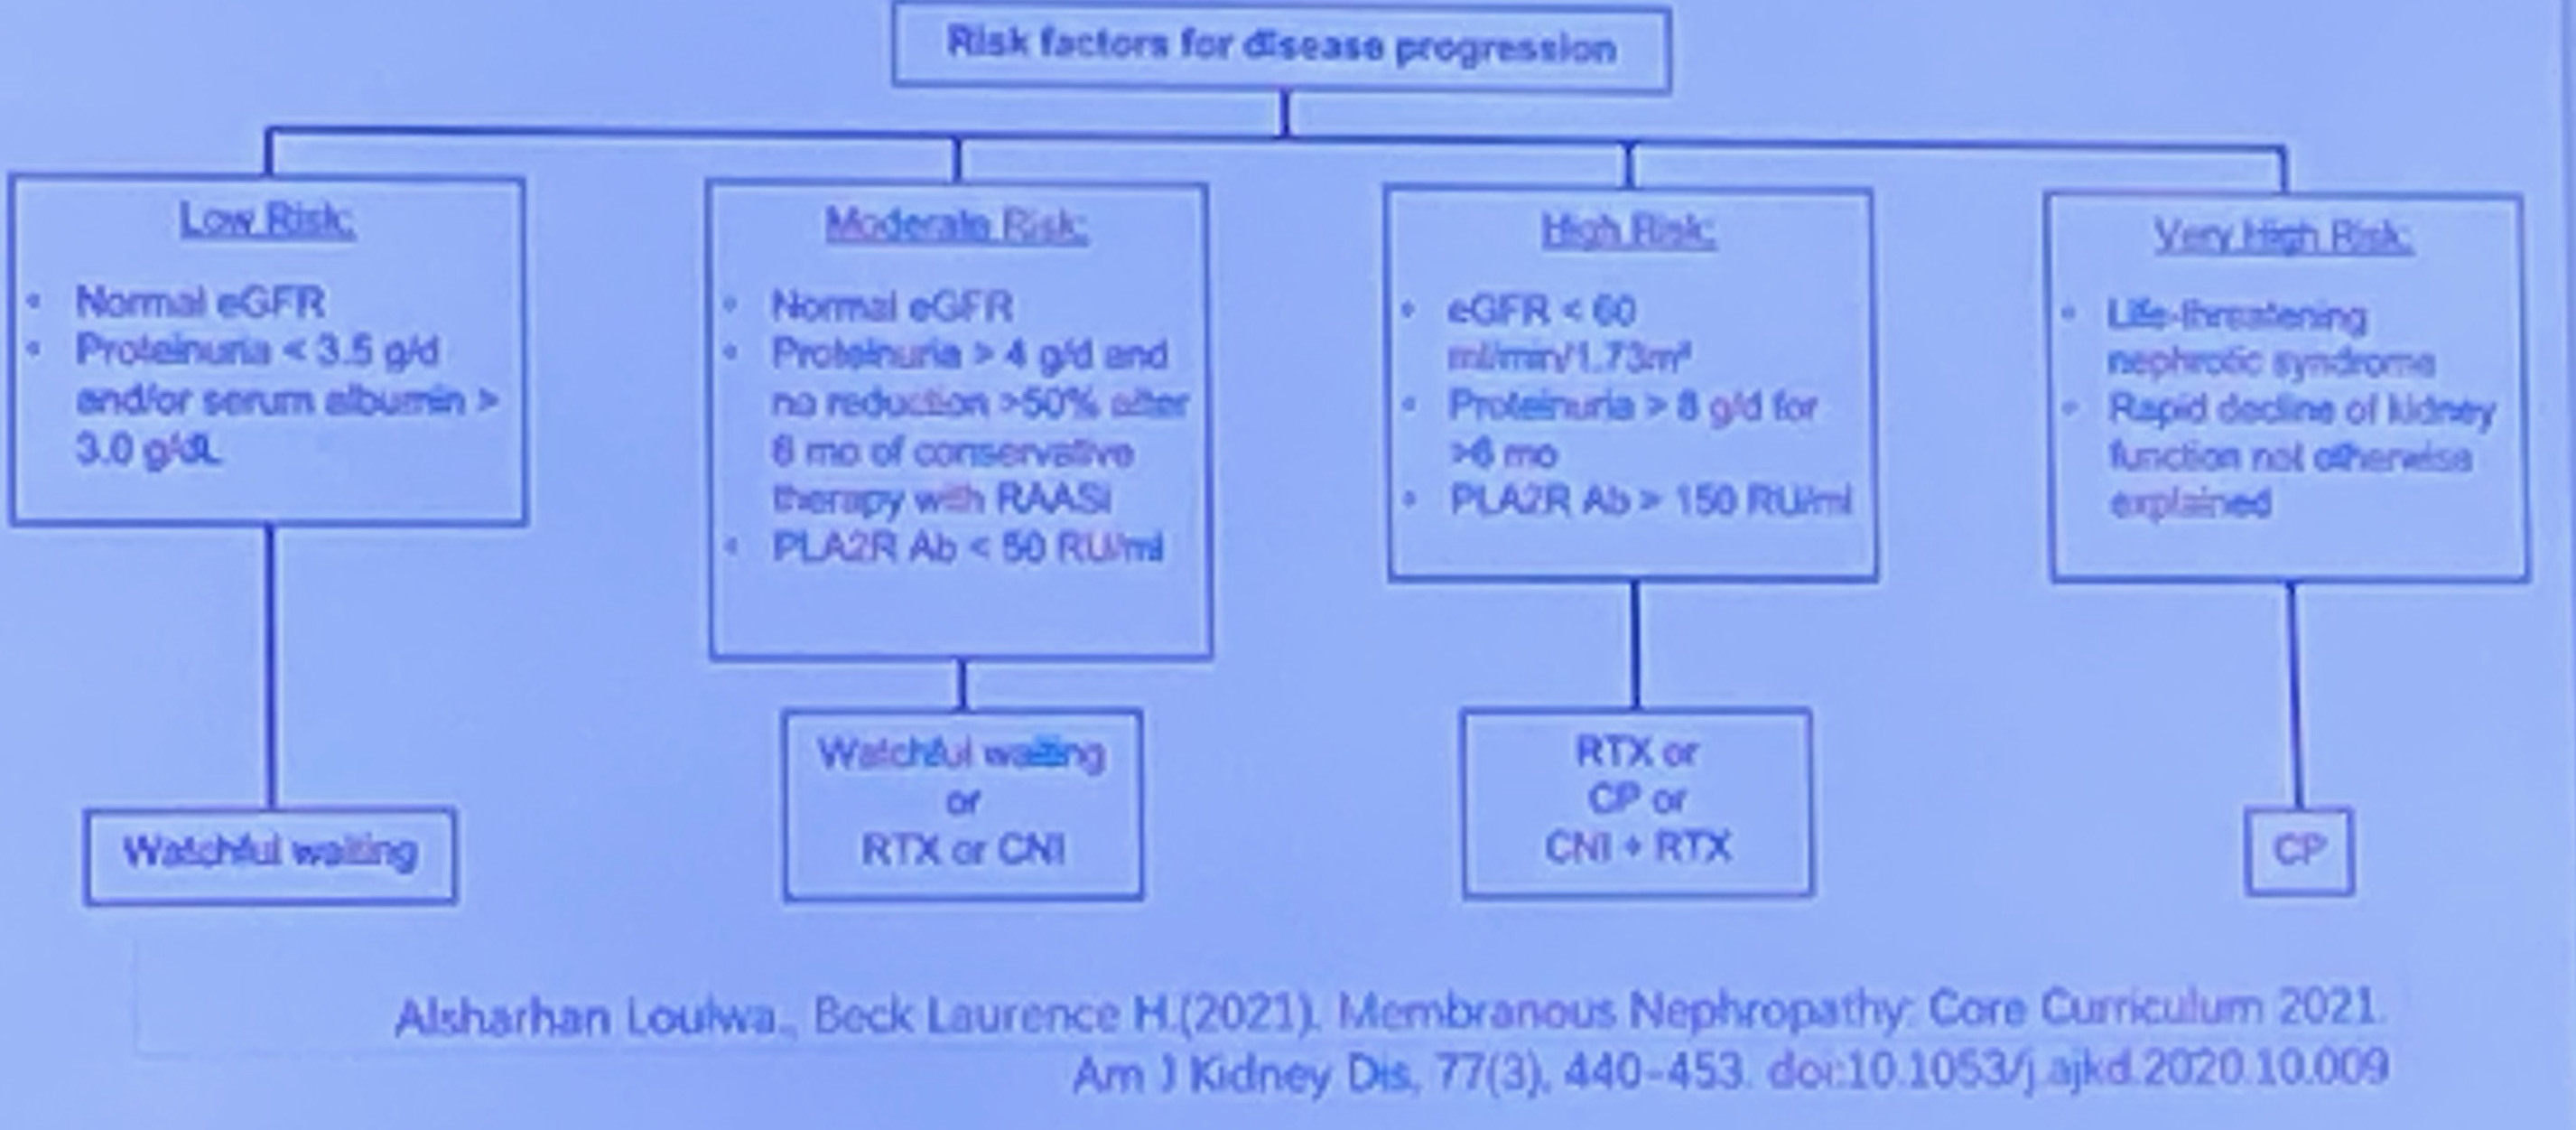 Risk factors for disease progression
Low Risk:
• Normal eGFR
• Proteinuria < 3.5 g/d
and/or serum albumin >
3.0 g/dL
Watchful waiting
Moderate Risk:
• Normal eGFR
• Proteinuria > 4 g/d and
no reduction >50% after
6 mo of conservative
therapy with RAASi
• PLA2R Ab < 50 RU/ml
Watchful waiting
or
RTX or CNI
High Risk:
• eGFR < 60
ml/min/1.73m²
• Proteinuria > 8 g/d for
>6 mo
• PLA2R Ab > 150 RU/ml
RTX or
CP or
CNI + RTX
Very High Risk:
• Life-threatening
nephrotic syndrome
• Rapid decline of kidney
function not otherwise
explained
CP
Alsharhan Loulwa., Beck Laurence H.(2021). Membranous Nephropathy: Core Curriculum 2021.
Am J Kidney Dis, 77(3), 440-453. doi:10.1053/j.ajkd.2020.10.009